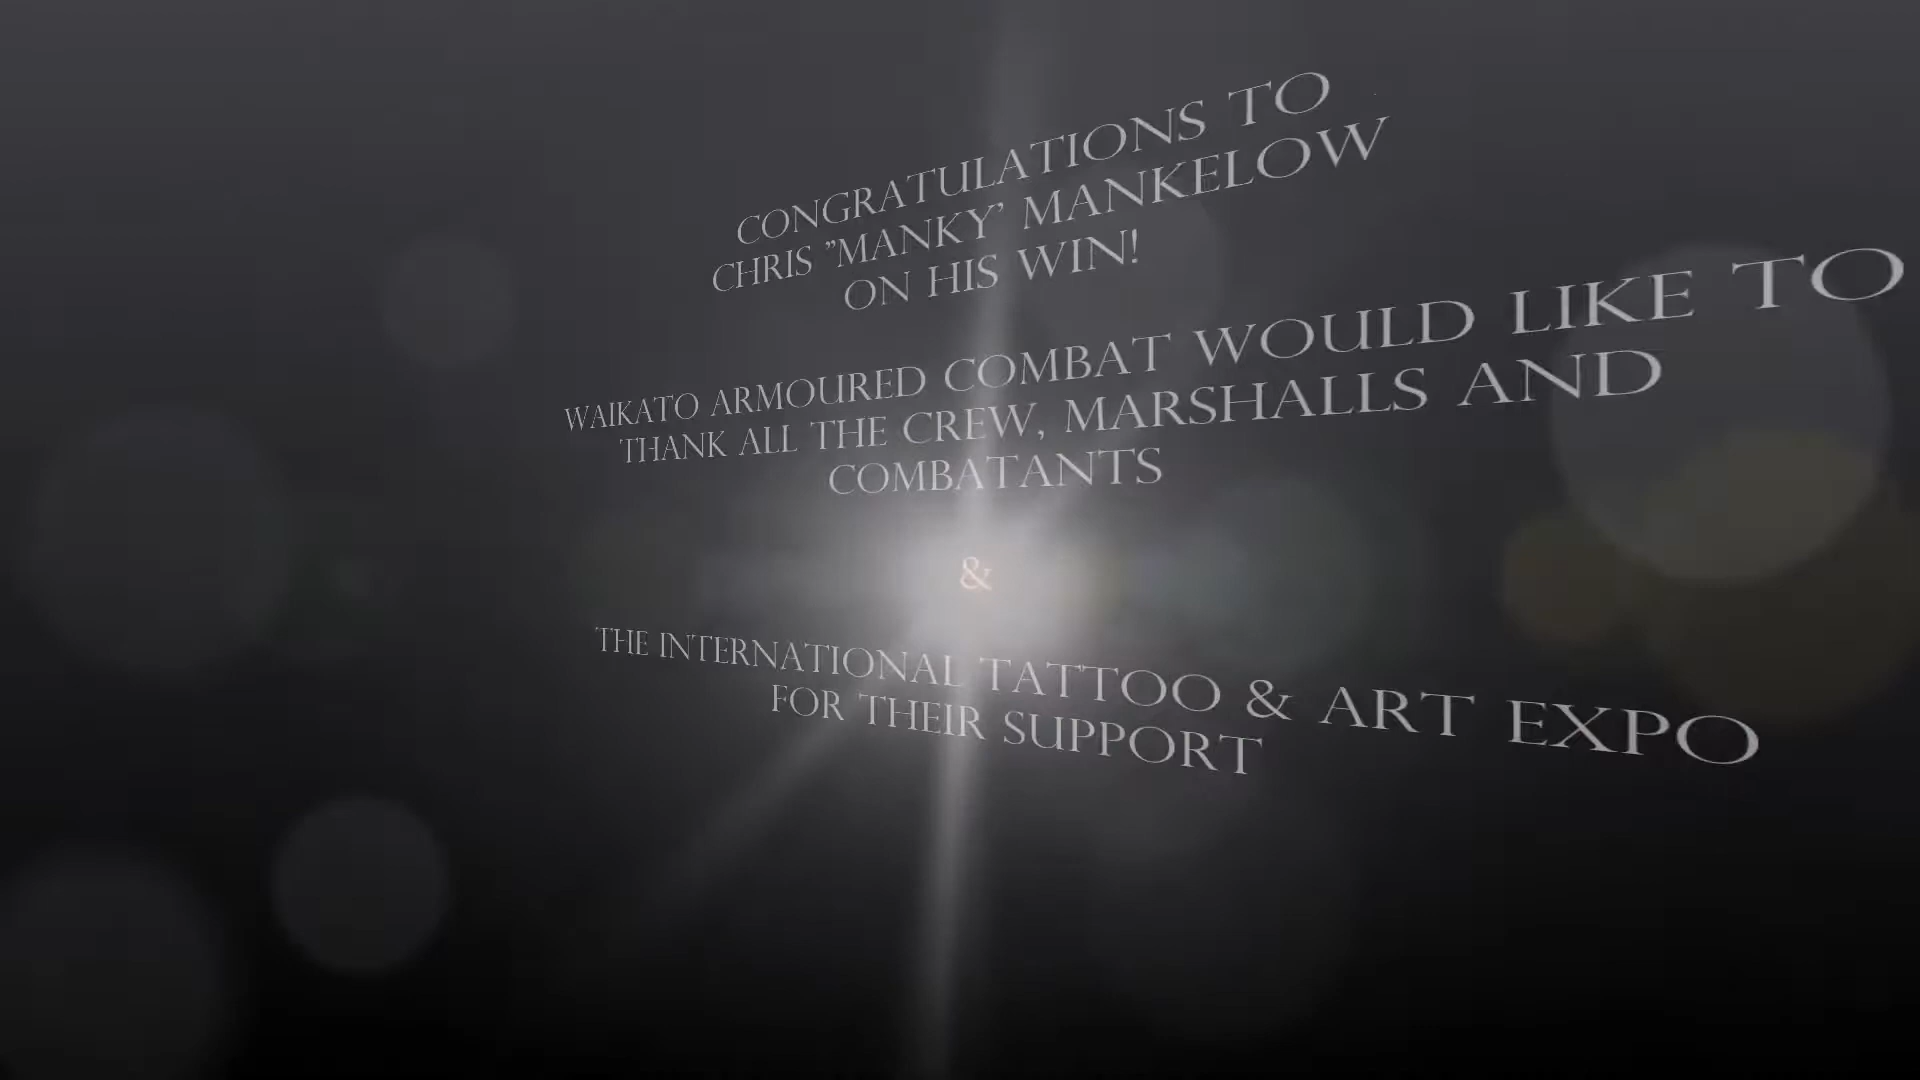 CONGRATULATIONS TO
CHRIS "MANKY' MANKELOW
ON HIS WIN!
WAIKATO ARMOURED COMBAT WOULD LIKE TO
THANK ALL THE CREW, MARSHALLS AND
COMBATANTS
&
THE INTERNATIONAL TATTOO & ART EXPO
FOR THEIR SUPPORT